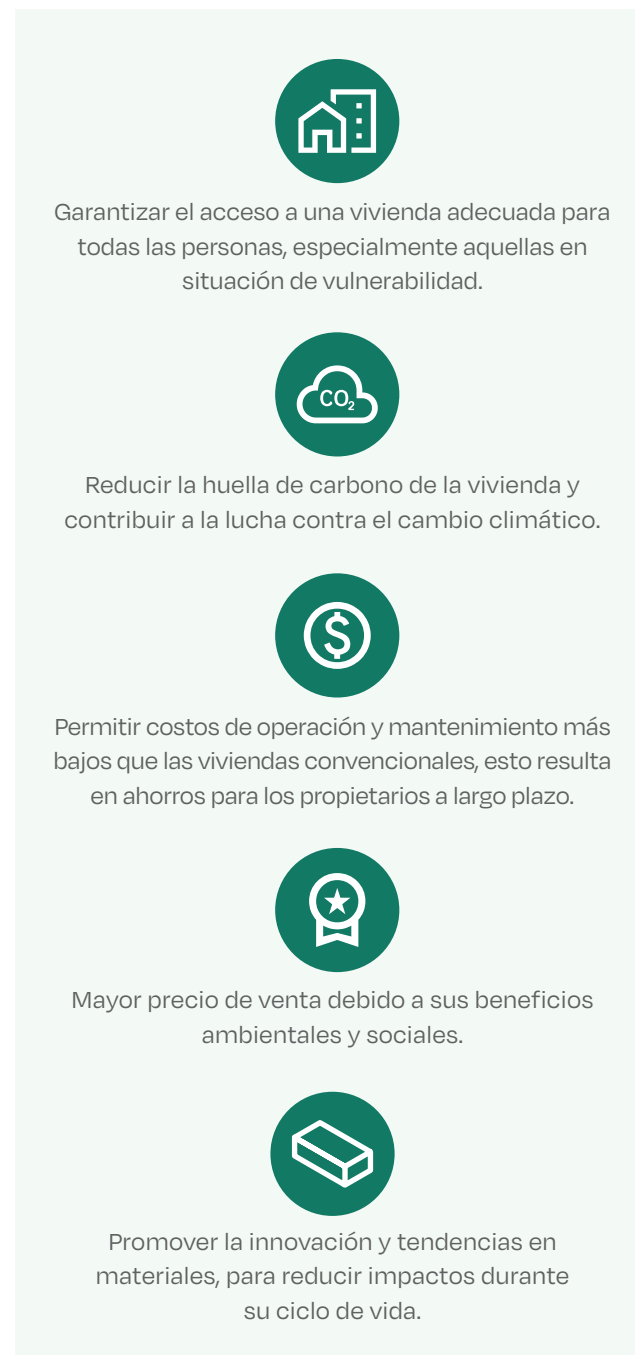 Garantizar el acceso a una vivienda adecuada para
todas las personas, especialmente aquellas en
situación de vulnerabilidad.
CO₂
Reducir la huella de carbono de la vivienda y
contribuir a la lucha contra el cambio climático.
$
Permitir costos de operación y mantenimiento más
bajos que las viviendas convencionales, esto resulta
en ahorros para los propietarios a largo plazo.
Mayor precio de venta debido a sus beneficios
ambientales y sociales.
Promover la innovación y tendencias en
materiales, para reducir impactos durante
su ciclo de vida.